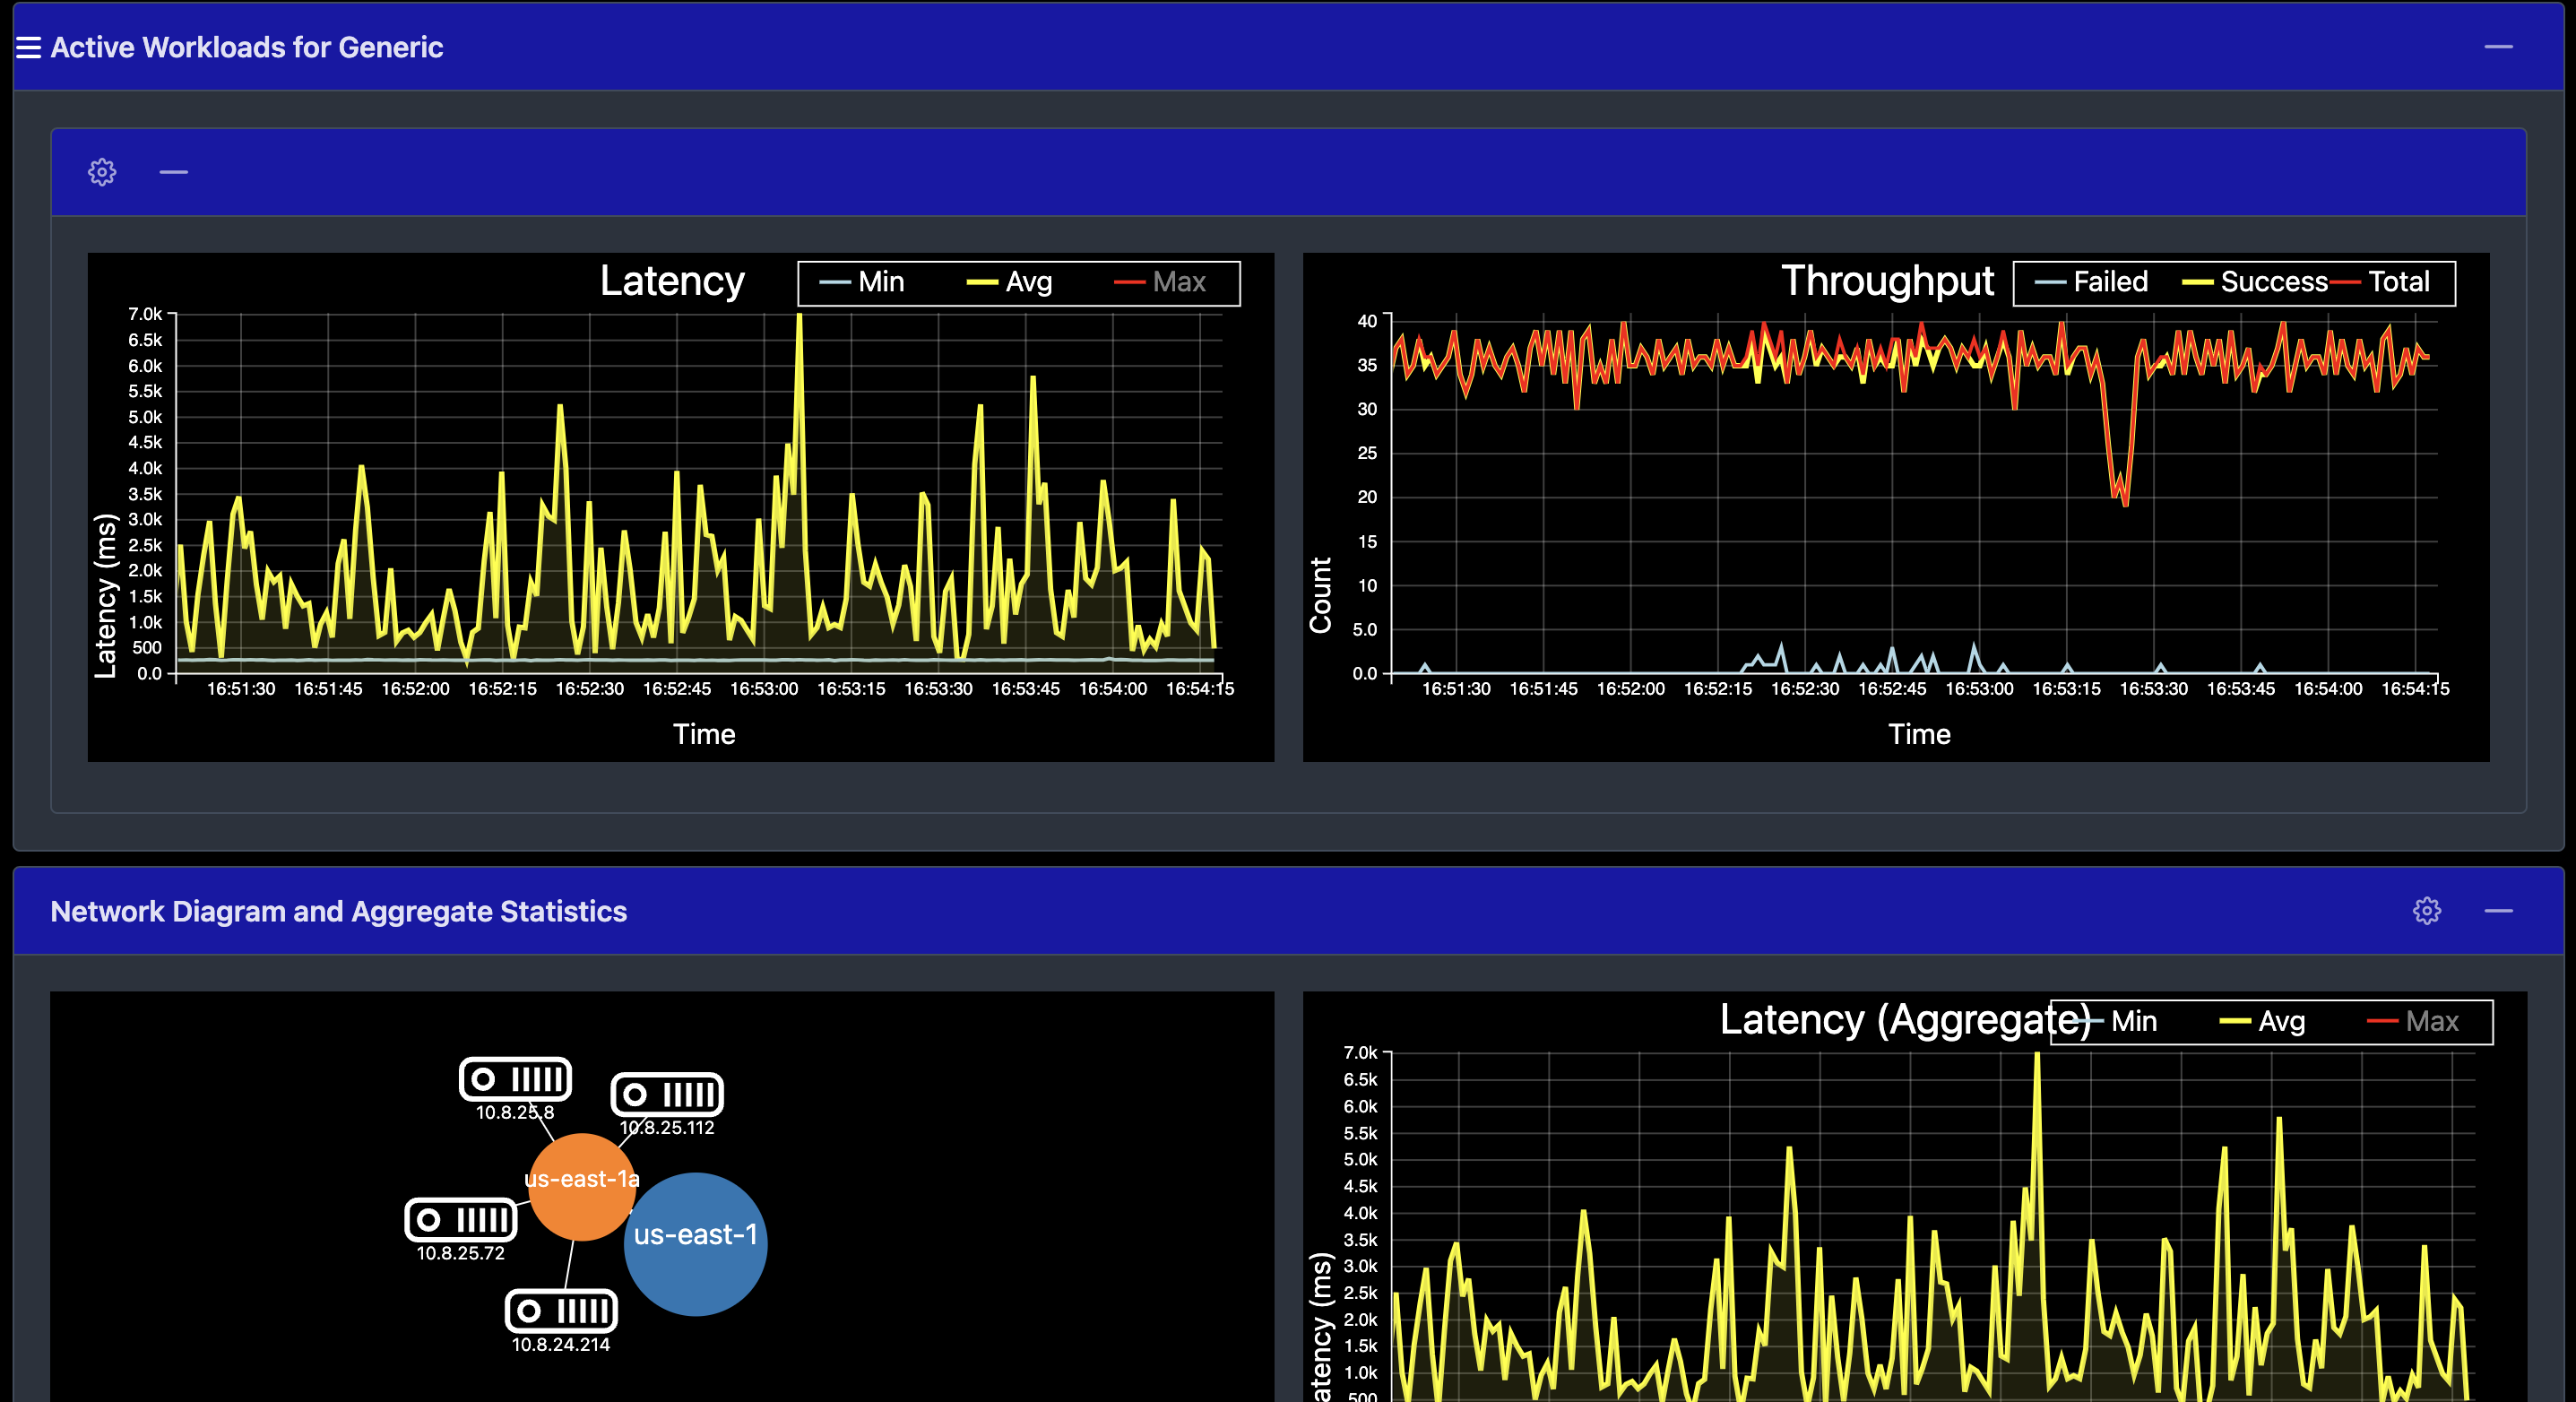 Active Workloads for Generic
Latency
Min Avg Max
7.0k
6.5k
6.0k
5.5k
5.0k
4.5k
4.0k
3.5k
3.0k
2.5k
2.0k
1.5k
1.0k
500
0.0
Latency (ms)
16:51:30 16:51:45 16:52:00 16:52:15 16:52:30 16:52:45 16:53:00 16:53:15 16:53:30 16:53:45 16:54:00 16:54:15
Time
Throughput
Failed Success Total
40
35
30
25
20
15
10
5.0
0.0
Count
16:51:30 16:51:45 16:52:00 16:52:15 16:52:30 16:52:45 16:53:00 16:53:15 16:53:30 16:53:45 16:54:00 16:54:15
Time
Network Diagram and Aggregate Statistics
10.8.25.8
10.8.25.112
us-east-1a
us-east-1
10.8.25.72
10.8.24.214
Latency (Aggregate)
Min Avg Max
7.0k
6.5k
6.0k
5.5k
5.0k
4.5k
4.0k
3.5k
3.0k
2.5k
2.0k
1.5k
1.0k
500
atency (ms)